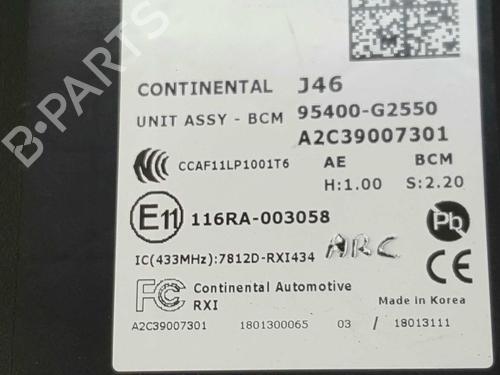 B-PARTS
CONTINENTAL J46
UNIT ASSY - BCM 95400-G2550
A2C39007301
CCAF11LP1001T6 AE BCM
H:1.00 S:2.20
E11 116RA-003058 Pb
IC(433MHz):7812D-RXI434 ARC
CE
FC Continental Automotive
RXI Made in Korea
A2C39007301 1801300065 03 / 18013111